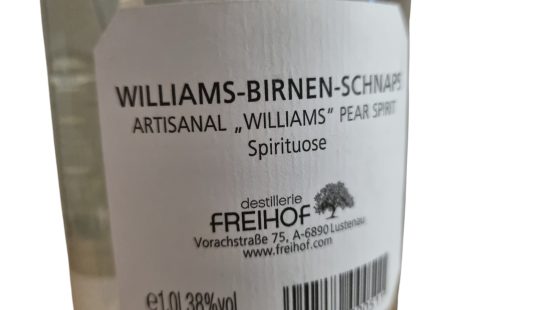 WILLIAMS-BIRNEN-SCHNAPS
ARTISANAL „WILLIAMS“ PEAR SPIRIT
Spirituose
destillerie
FREIHOF
Vorachstraße 75, A-6890 Lustenau
www.freihof.com
e1,0l 38%vol